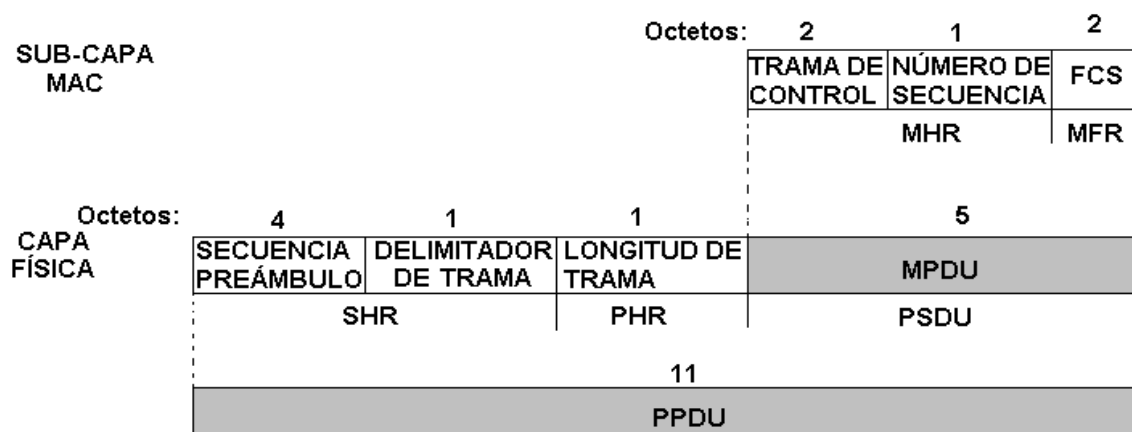 Octetos: 2 1 2
SUB-CAPA
MAC
TRAMA DE
CONTROL
NÚMERO DE
SECUENCIA
FCS
MHR MFR
Octetos: 4 1 1 5
CAPA
FÍSICA
SECUENCIA
PREÁMBULO
DELIMITADOR
DE TRAMA
LONGITUD DE
TRAMA
MPDU
SHR PHR PSDU
11
PPDU